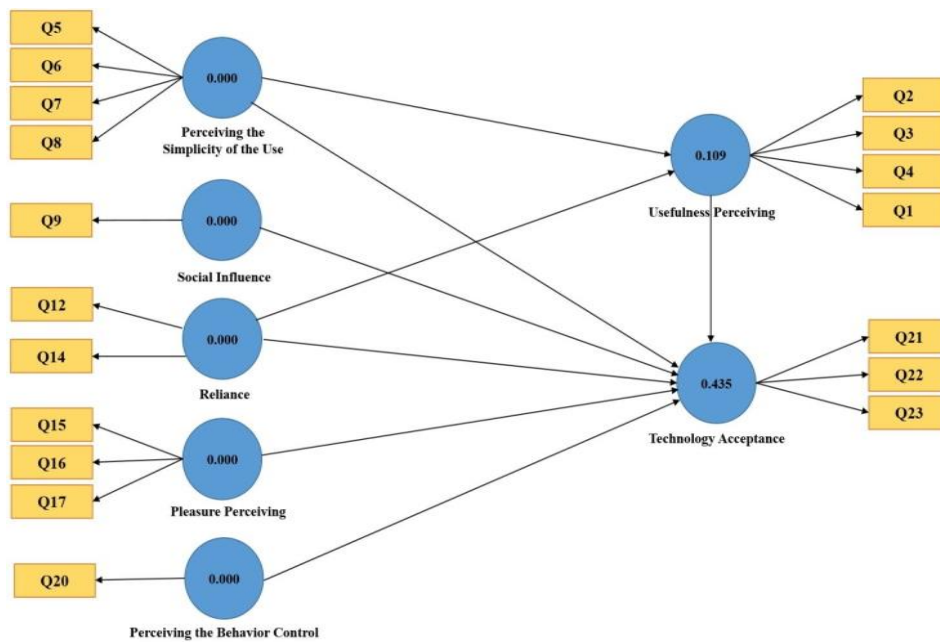 Q5
Q6
Q7
Q8
0.000
Perceiving the
Simplicity of the Use
Q9
0.000
Social Influence
Q12
Q14
0.000
Reliance
Q15
Q16
Q17
0.000
Pleasure Perceiving
Q20
0.000
Perceiving the Behavior Control
0.109
Usefulness Perceiving
Q2
Q3
Q4
Q1
0.435
Technology Acceptance
Q21
Q22
Q23